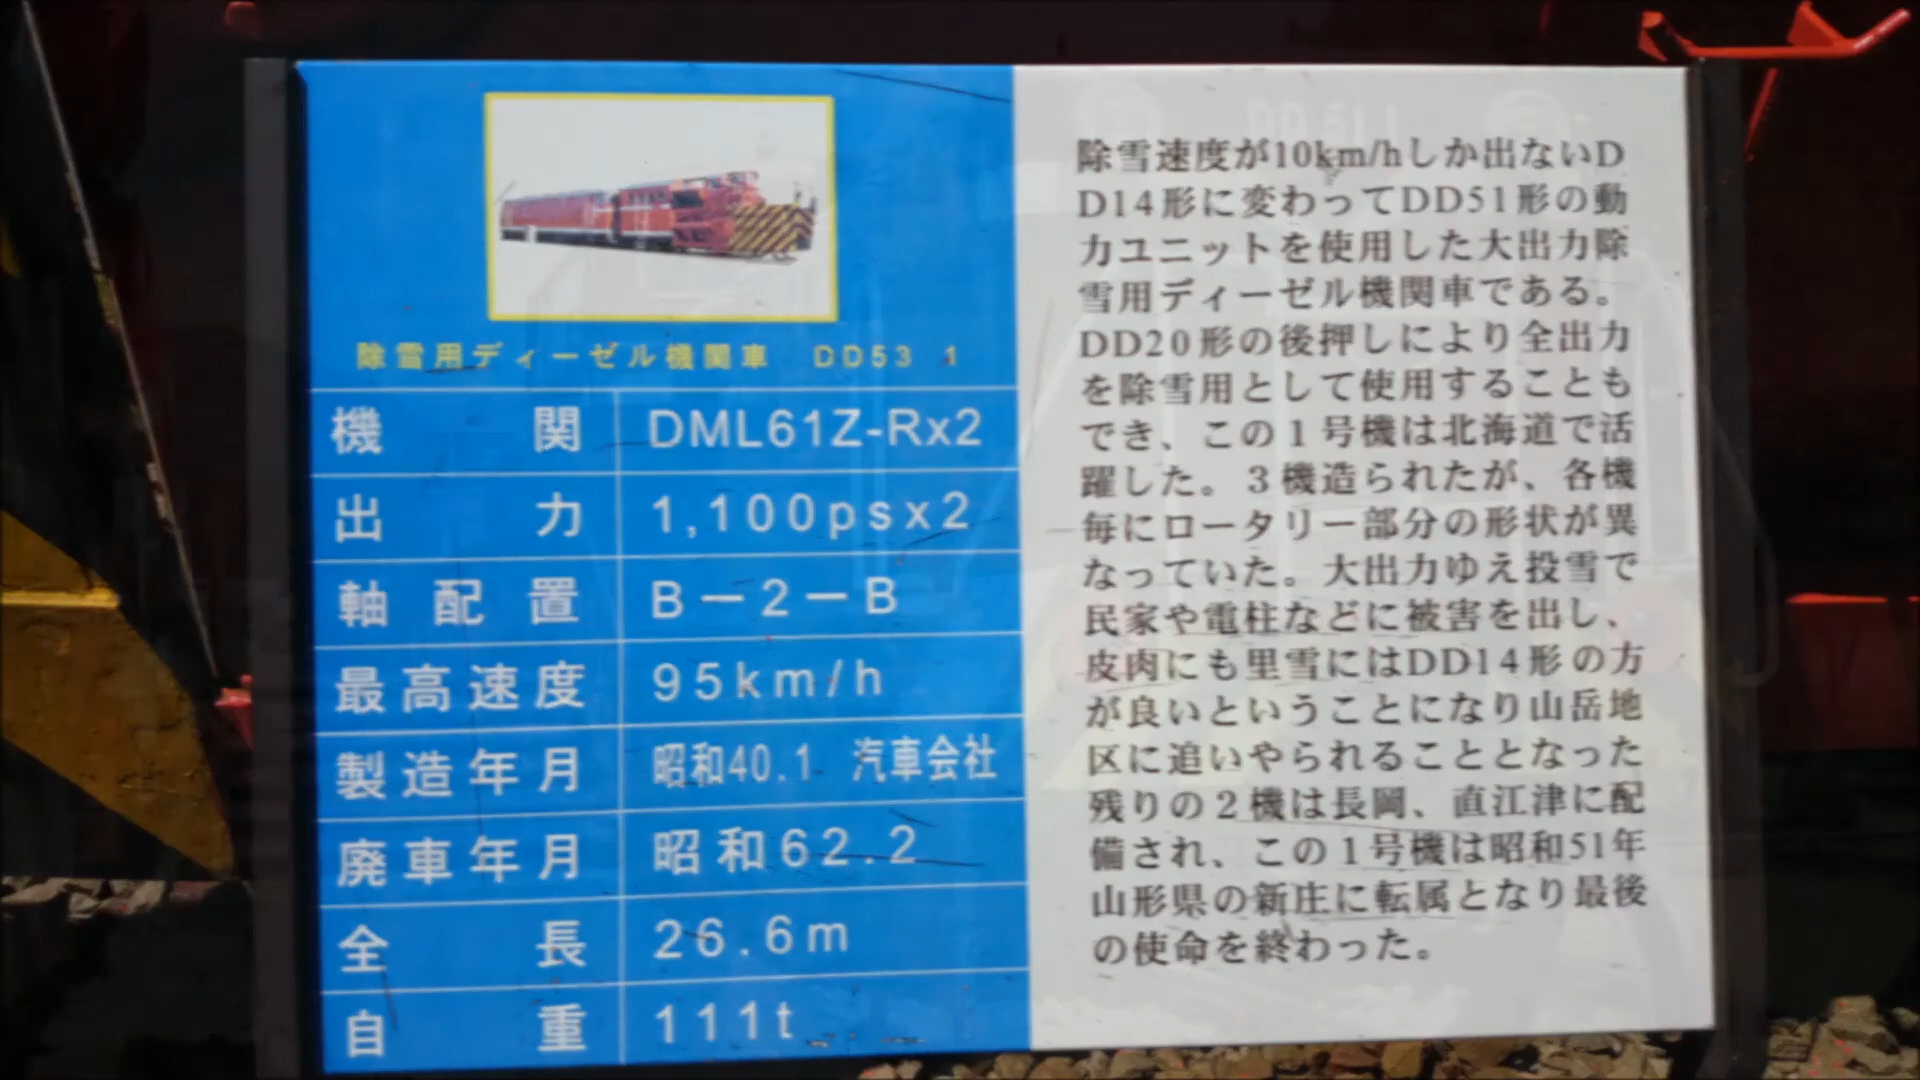 除雪用ディーゼル機関車 DD53 1
機関 DML61Z-Rx2
出力 1,100psx2
軸配置 B－2－B
最高速度 95km/h
製造年月 昭和40.1 汽車会社
廃車年月 昭和62.2
全長 26.6m
自重 111t
除雪速度が10km/hしか出ないD
D14形に変わってDD51形の動
力ユニットを使用した大出力除
雪用ディーゼル機関車である。
DD20形の後押しにより全出力
を除雪用として使用することも
でき、この1号機は北海道で活
躍した。3機造られたが、各機
毎にロータリー部分の形状が異
なっていた。大出力ゆえ投雪で
民家や電柱などに被害を出し、
皮肉にも里雪にはDD14形の方
が良いということになり山岳地
区に追いやられることとなった
残りの2機は長岡、直江津に配
備され、この1号機は昭和51年
山形県の新庄に転属となり最後
の使命を終わった。